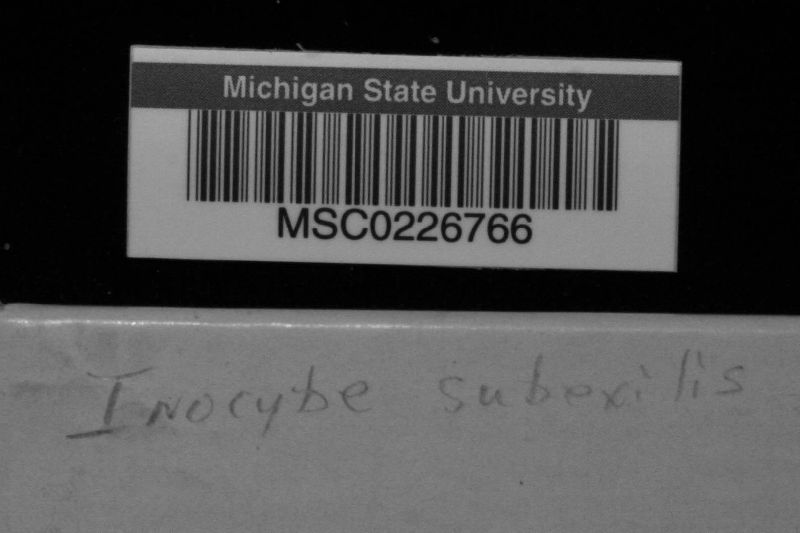 Michigan State University
MSC0226766
Inocybe subexilis